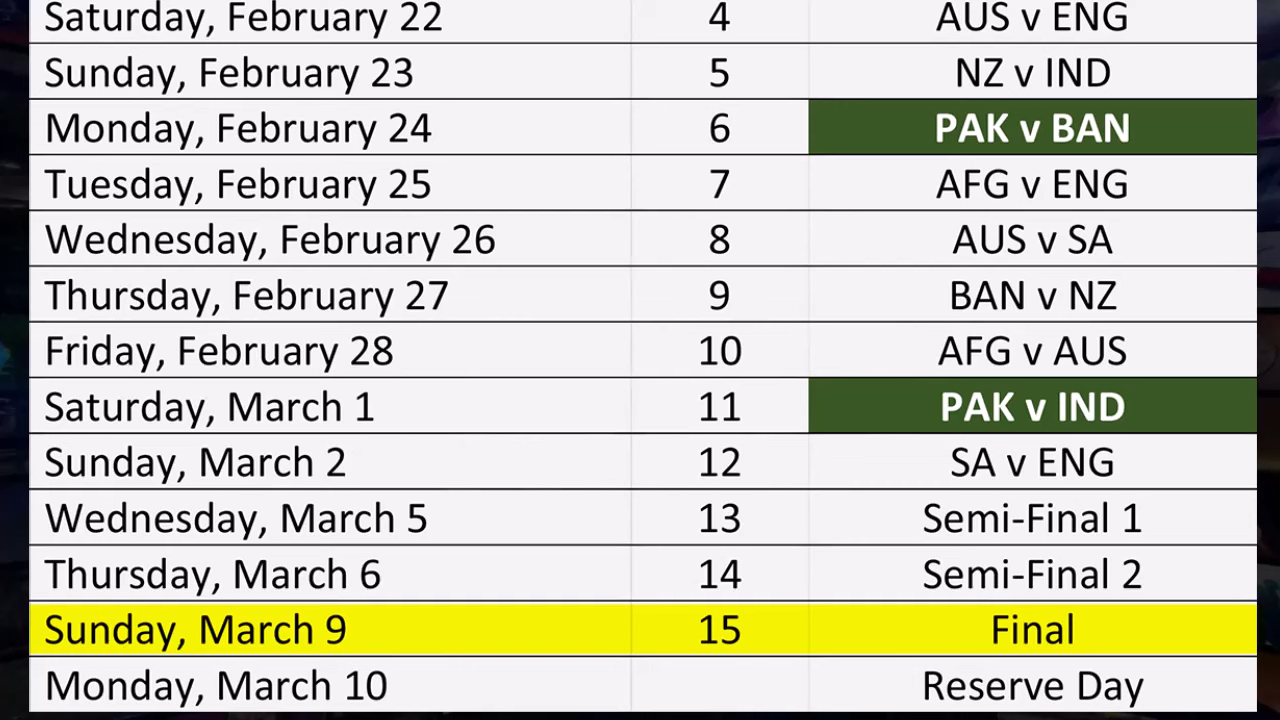 Saturday, February 22 4 AUS v ENG
Sunday, February 23 5 NZ v IND
Monday, February 24 6 PAK v BAN
Tuesday, February 25 7 AFG v ENG
Wednesday, February 26 8 AUS v SA
Thursday, February 27 9 BAN v NZ
Friday, February 28 10 AFG v AUS
Saturday, March 1 11 PAK v IND
Sunday, March 2 12 SA v ENG
Wednesday, March 5 13 Semi-Final 1
Thursday, March 6 14 Semi-Final 2
Sunday, March 9 15 Final
Monday, March 10 Reserve Day